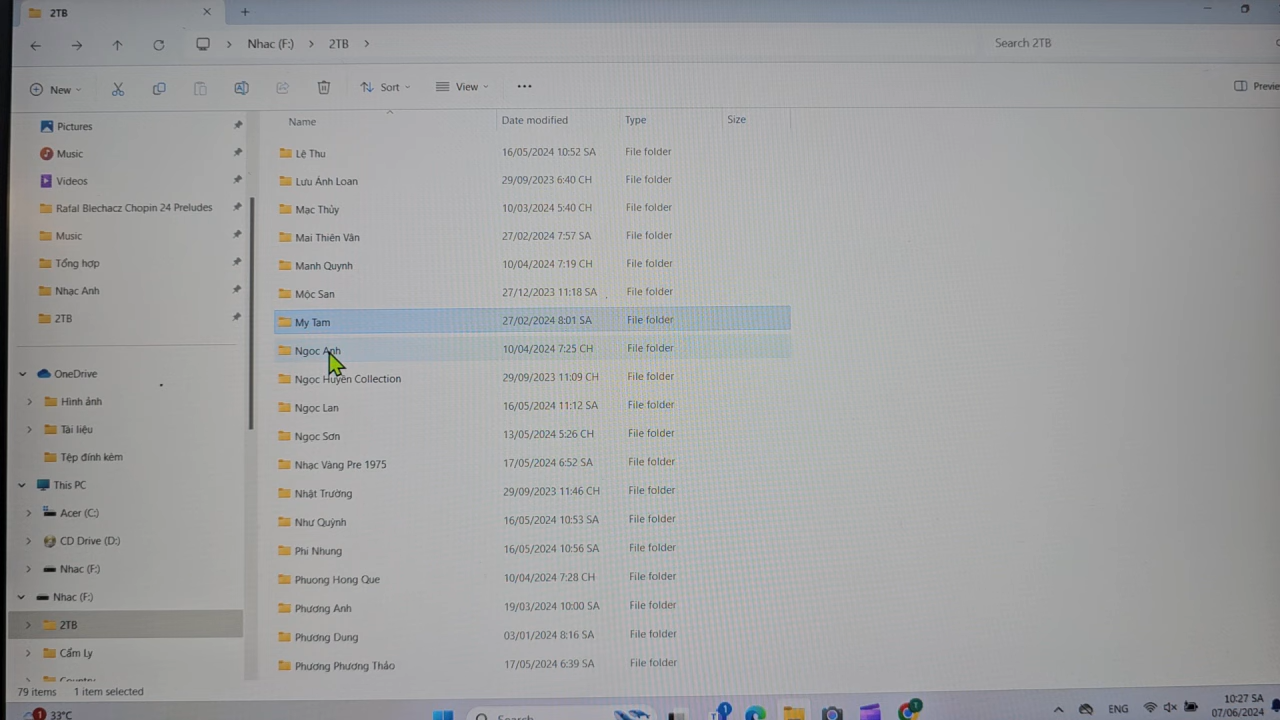 2TB
Nhac (F:) > 2TB >
Search 2TB
New
Sort
View
Name Date modified Type Size
Pictures
Music
Videos
Rafal Blechacz Chopin 24 Preludes
Music
Tổng hợp
Nhạc Anh
2TB
OneDrive
Hình ảnh
Tài liệu
Tệp đính kèm
This PC
Acer (C:)
CD Drive (D:)
Nhac (F:)
Nhac (F:)
2TB
Cẩm Ly
Lê Thu 16/05/2024 10:52 SA File folder
Lưu Ánh Loan 29/09/2023 6:40 CH File folder
Mạc Thủy 10/03/2024 5:40 CH File folder
Mai Thiên Vân 27/02/2024 7:57 SA File folder
Manh Quynh 10/04/2024 7:19 CH File folder
Mộc San 27/12/2023 11:18 SA File folder
My Tam 27/02/2024 8:01 SA File folder
Ngoc Anh 10/04/2024 7:25 CH File folder
Ngoc Huyền Collection 29/09/2023 11:09 CH File folder
Ngoc Lan 16/05/2024 11:12 SA File folder
Ngọc Sơn 13/05/2024 5:26 CH File folder
Nhạc Vàng Pre 1975 17/05/2024 6:52 SA File folder
Nhật Trường 29/09/2023 11:46 CH File folder
Như Quỳnh 16/05/2024 10:53 SA File folder
Phi Nhung 16/05/2024 10:56 SA File folder
Phuong Hong Que 10/04/2024 7:28 CH File folder
Phương Anh 19/03/2024 10:00 SA File folder
Phương Dung 03/01/2024 8:16 SA File folder
Phương Phương Thảo 17/05/2024 6:39 SA File folder
79 items 1 item selected
1 33°C
Search
1
1
ENG
10:27 SA
07/06/2024